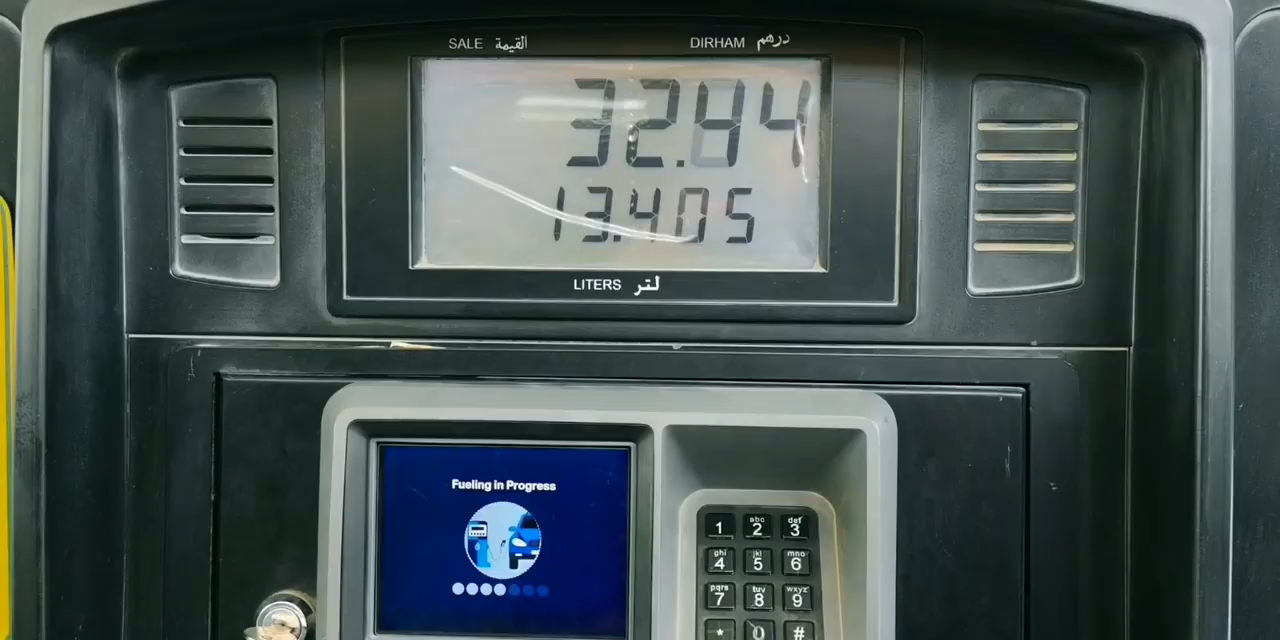 SALE القيمة DIRHAM درهم
32.84
13.405
LITERS لتر
Fueling in Progress
1 abc 2 def 3
ghi 4 jkl 5 mno 6
pqrs 7 tuv 8 wxyz 9
* 0 #